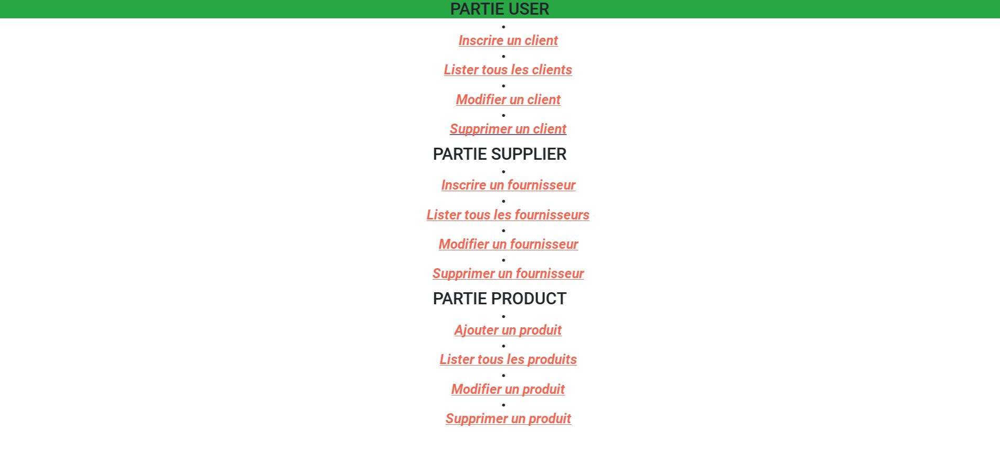 PARTIE USER
•
Inscrire un client
•
Lister tous les clients
•
Modifier un client
•
Supprimer un client
PARTIE SUPPLIER
•
Inscrire un fournisseur
•
Lister tous les fournisseurs
•
Modifier un fournisseur
•
Supprimer un fournisseur
PARTIE PRODUCT
•
Ajouter un produit
•
Lister tous les produits
•
Modifier un produit
•
Supprimer un produit